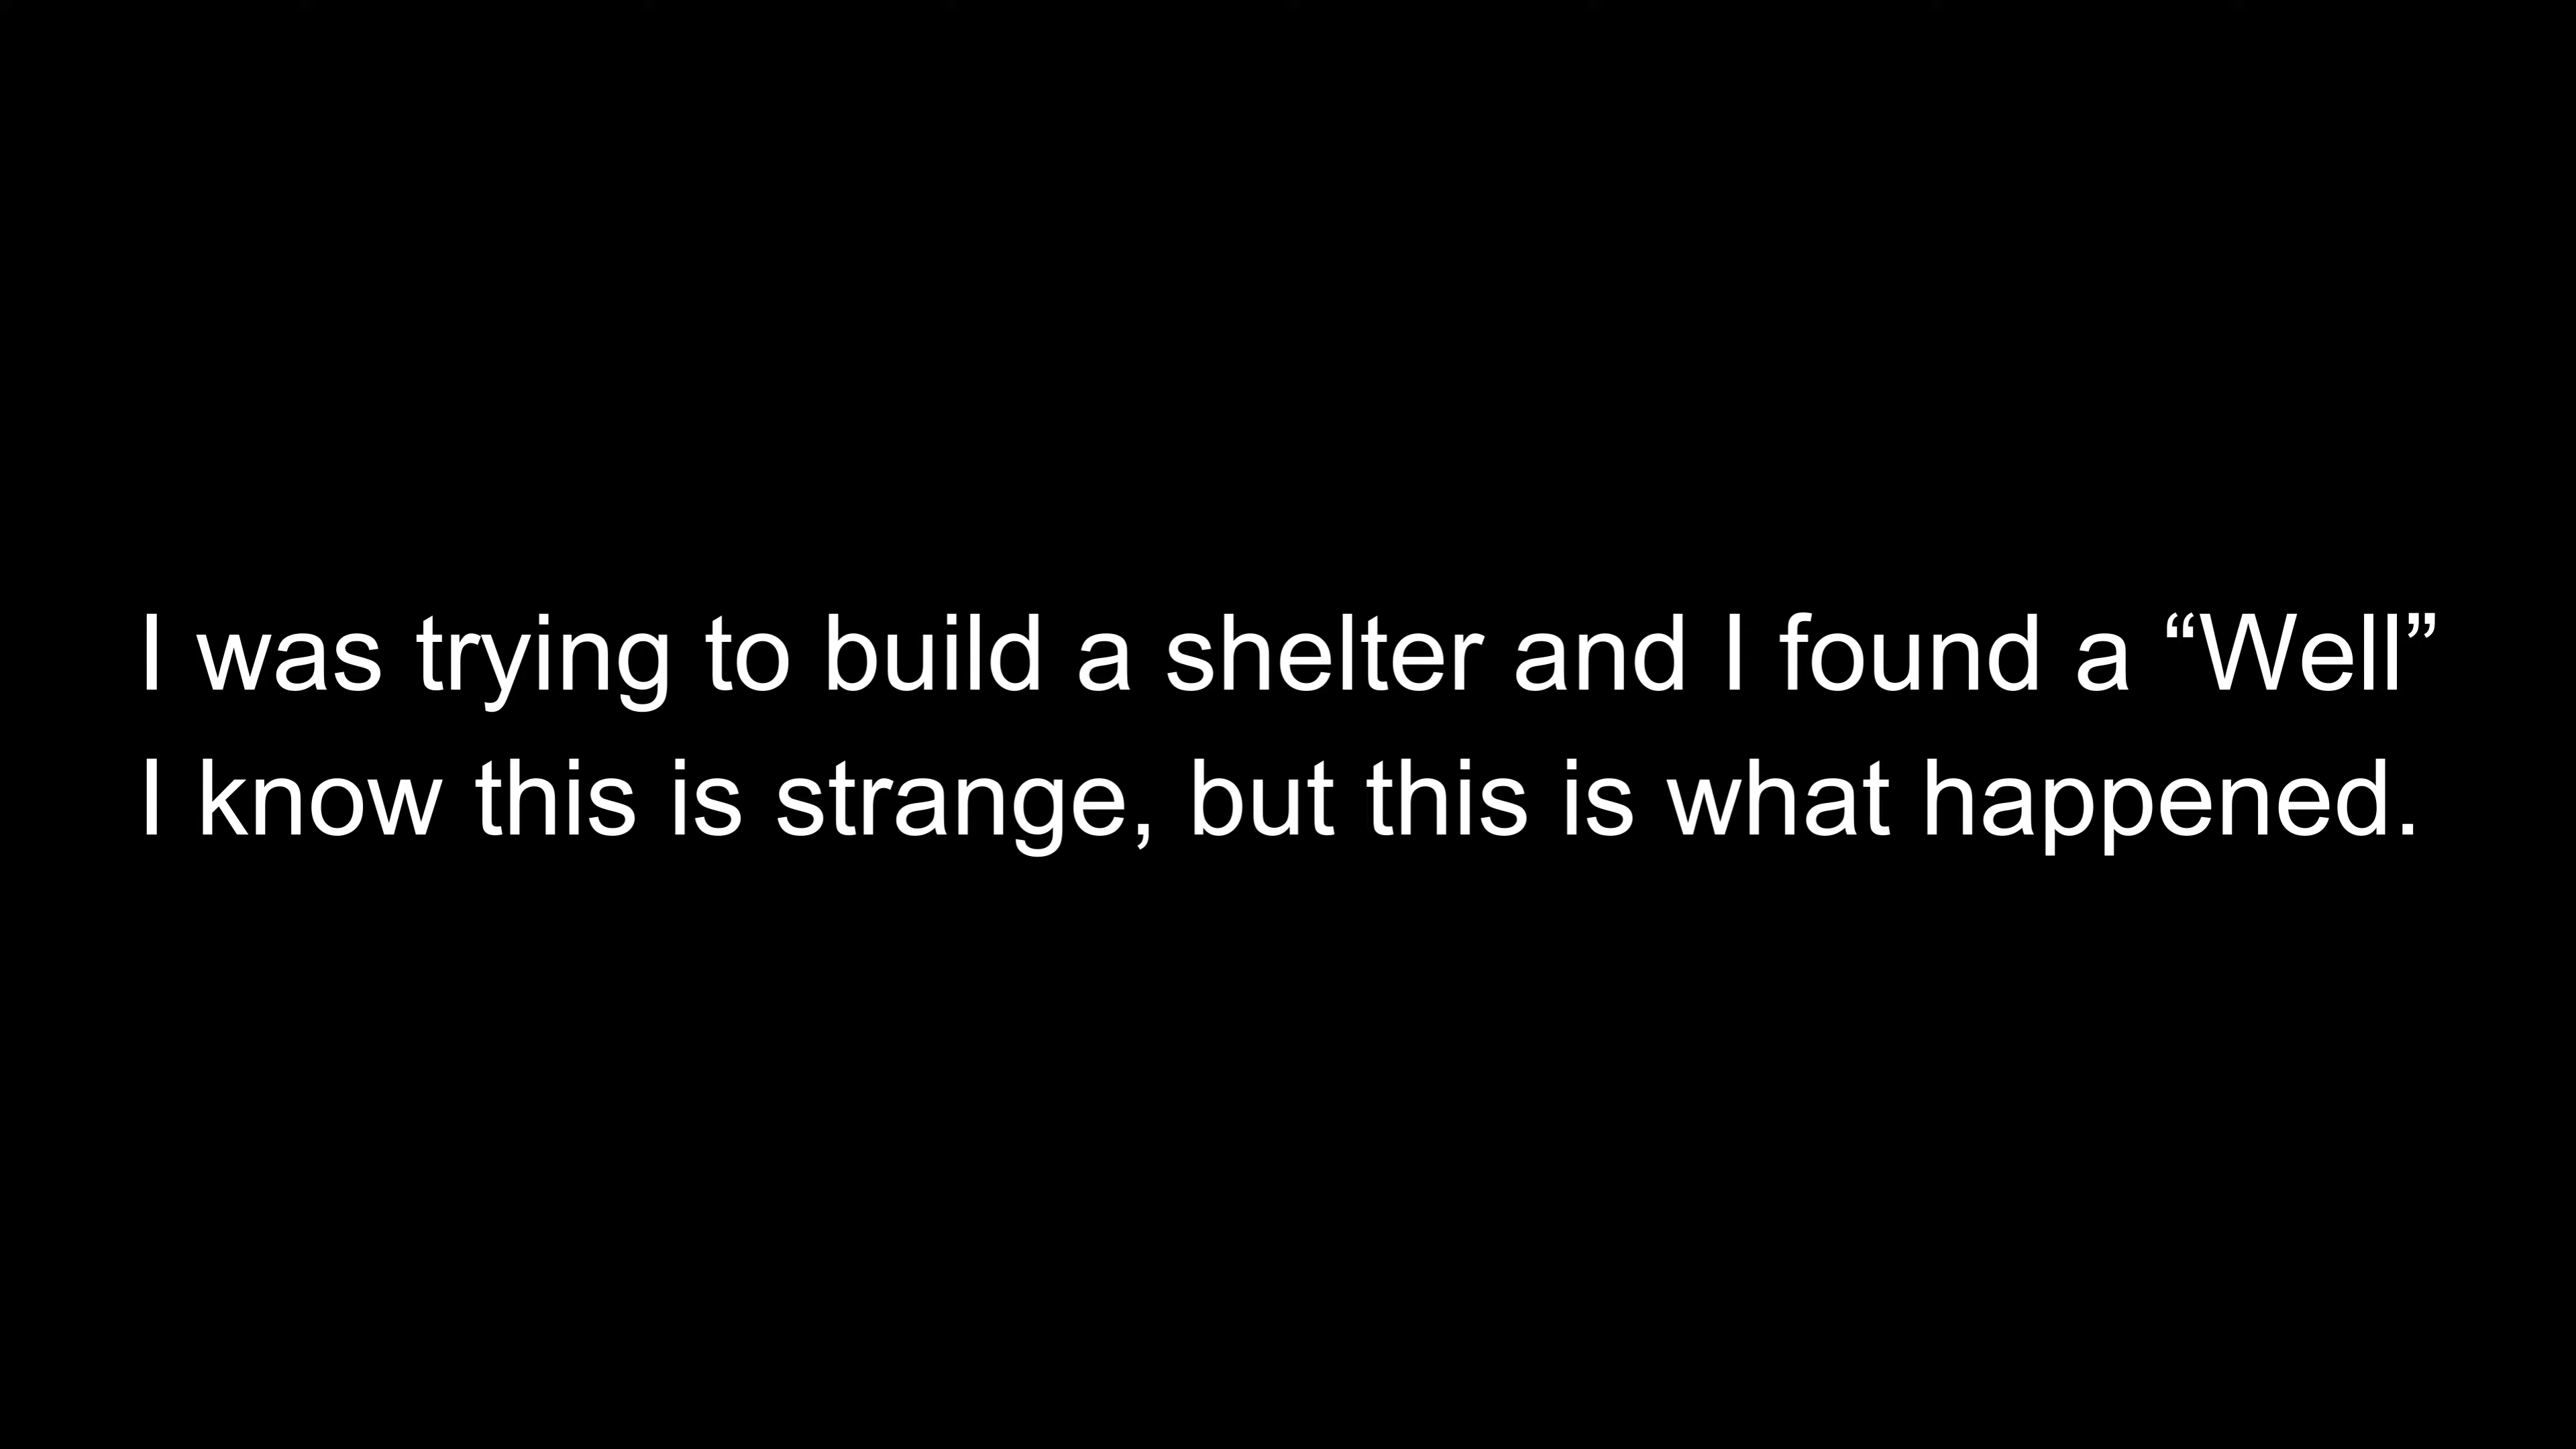 I was trying to build a shelter and I found a “Well”
I know this is strange, but this is what happened.